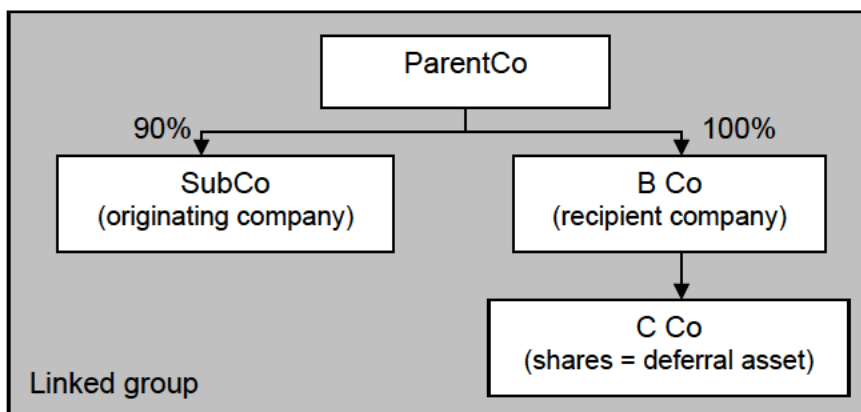 ParentCo
90%
100%
SubCo
(originating company)
B Co
(recipient company)
C Co
(shares = deferral asset)
Linked group